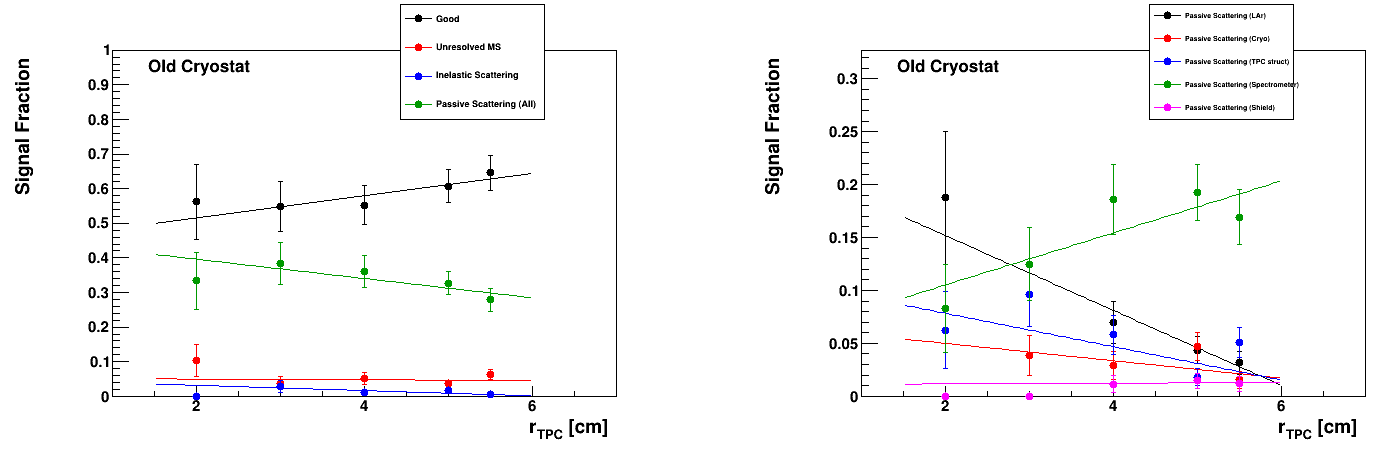 Good
Unresolved MS
Inelastic Scattering
Passive Scattering (All)
Old Cryostat
Signal Fraction
1
0.9
0.8
0.7
0.6
0.5
0.4
0.3
0.2
0.1
0
2
4
6
r_TPC [cm]
Passive Scattering (LAr)
Passive Scattering (Cryo)
Passive Scattering (TPC struct)
Passive Scattering (Spectrometer)
Passive Scattering (Shield)
Old Cryostat
Signal Fraction
0.3
0.25
0.2
0.15
0.1
0.05
0
2
4
6
r_TPC [cm]